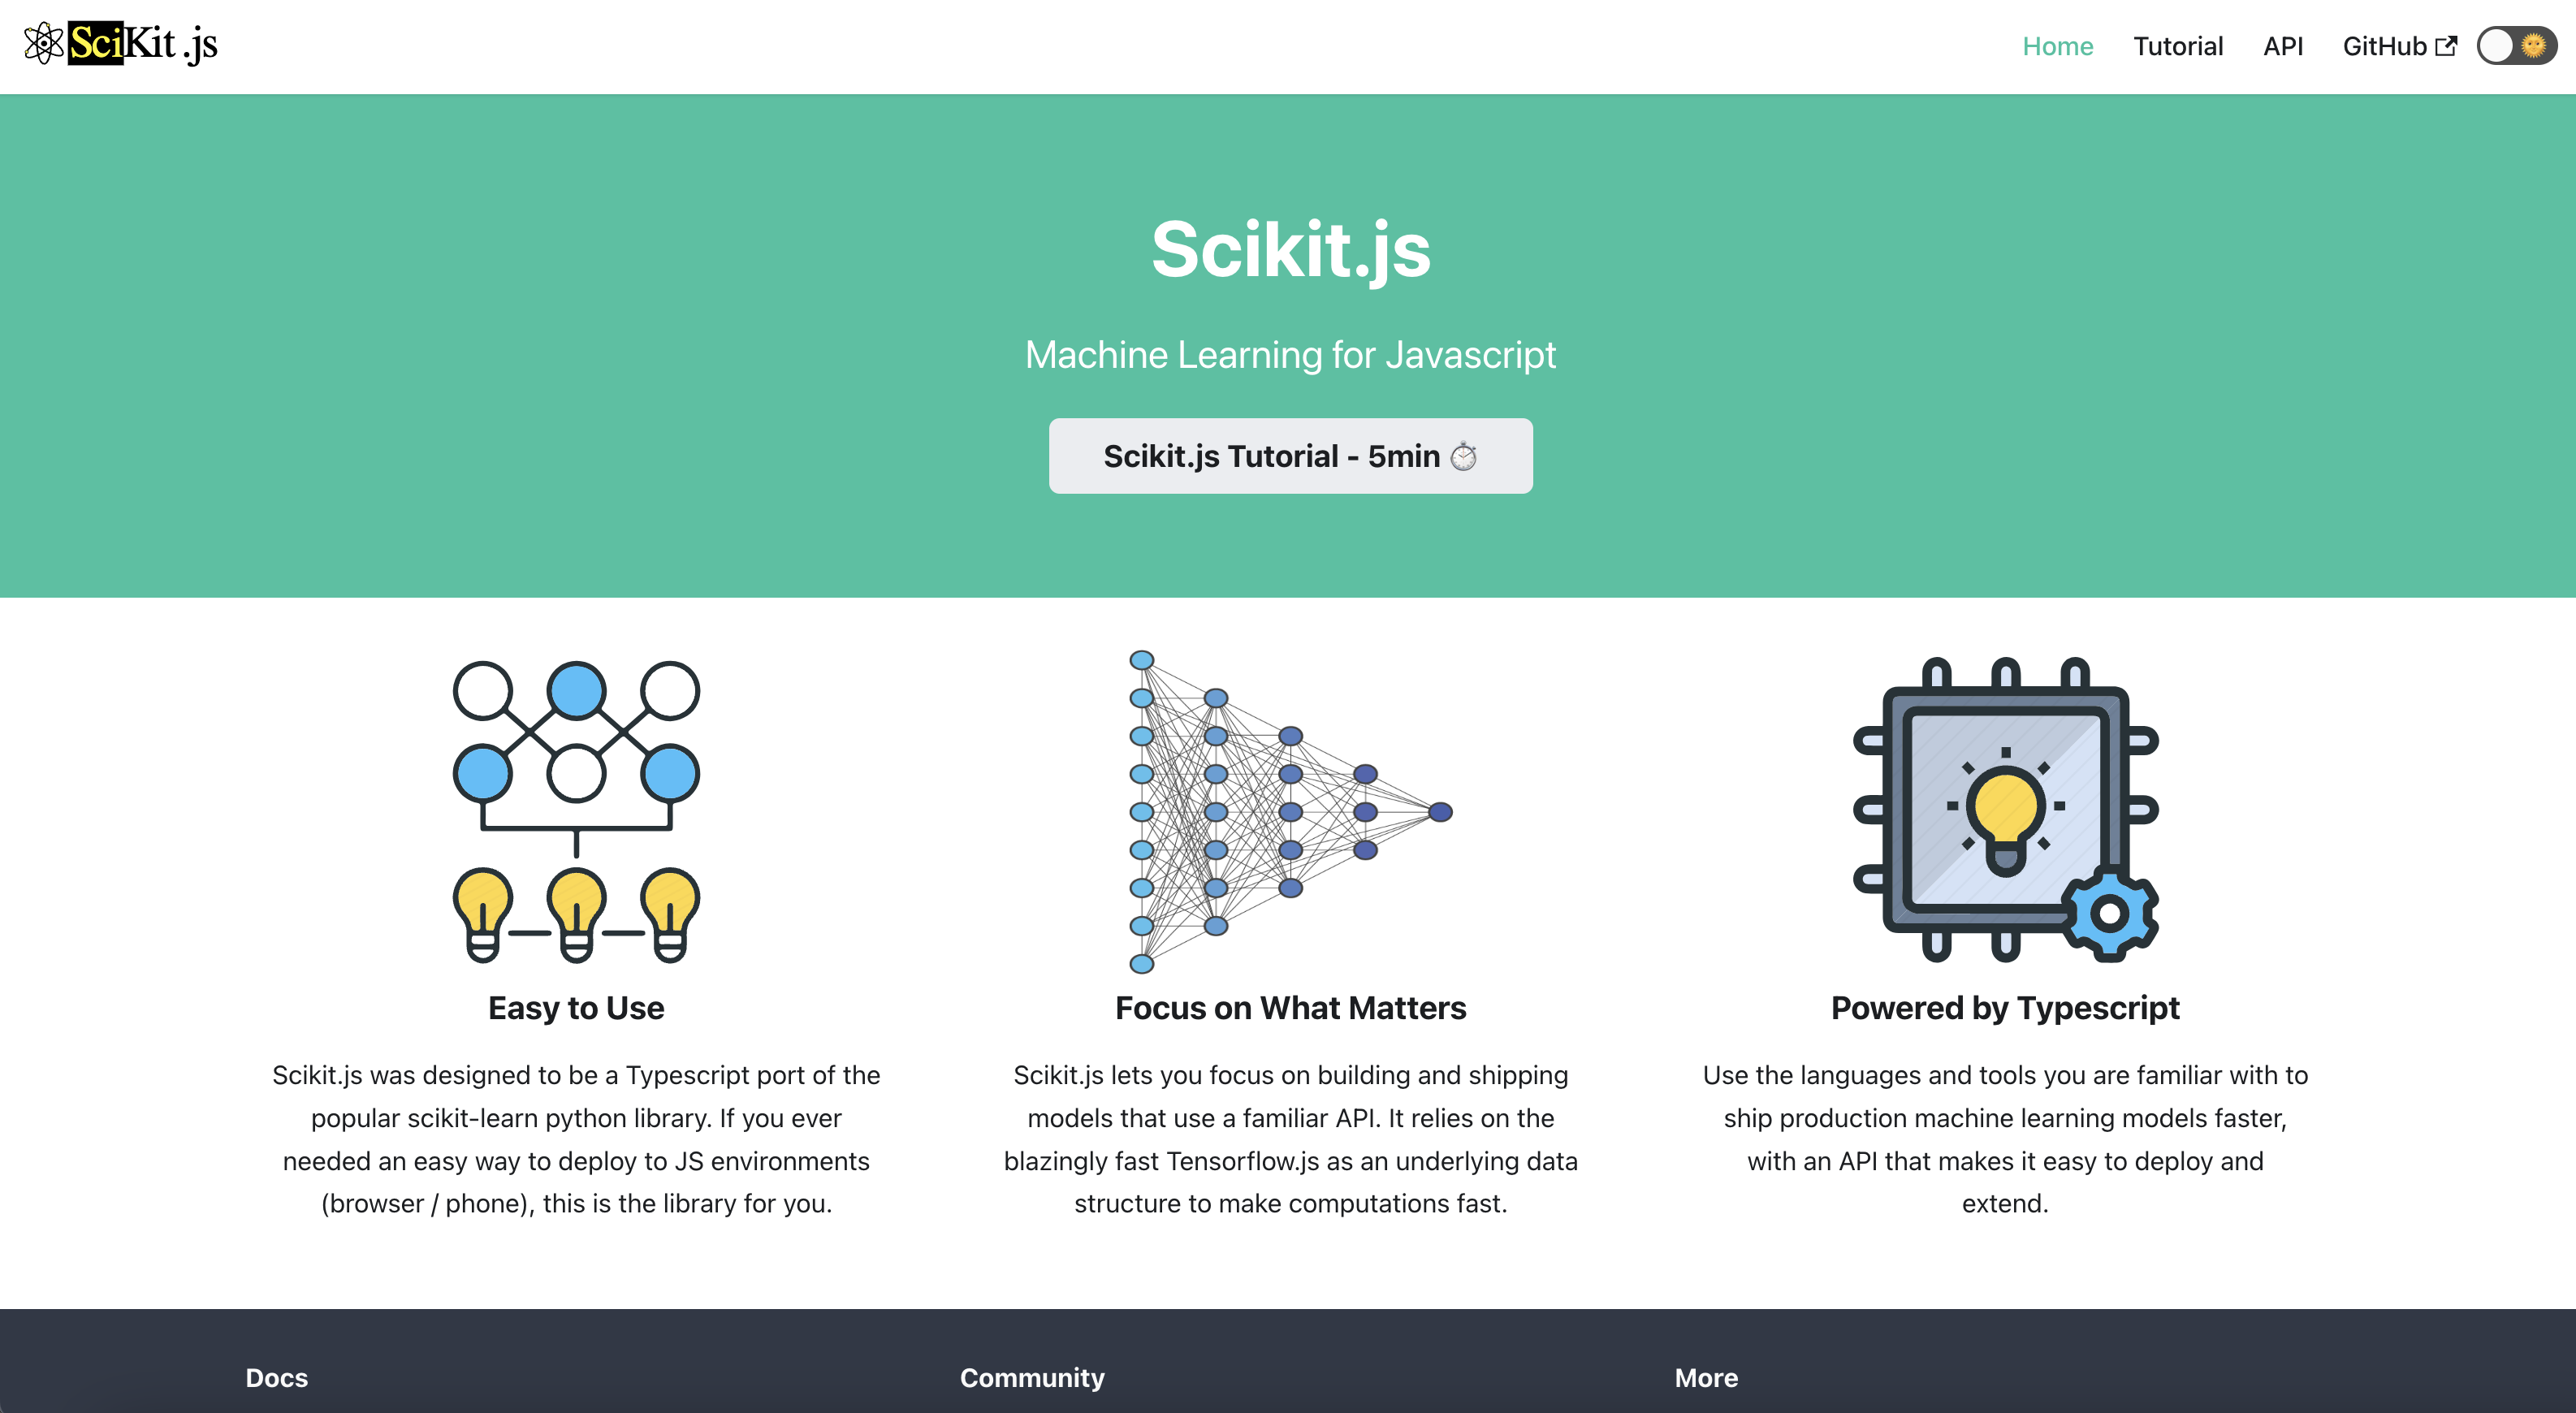 SciKit .js
Home Tutorial API GitHub
Scikit.js
Machine Learning for Javascript
Scikit.js Tutorial - 5min ⏱️
Easy to Use
Scikit.js was designed to be a Typescript port of the
popular scikit-learn python library. If you ever
needed an easy way to deploy to JS environments
(browser / phone), this is the library for you.
Focus on What Matters
Scikit.js lets you focus on building and shipping
models that use a familiar API. It relies on the
blazingly fast Tensorflow.js as an underlying data
structure to make computations fast.
Powered by Typescript
Use the languages and tools you are familiar with to
ship production machine learning models faster,
with an API that makes it easy to deploy and
extend.
Docs
Community
More